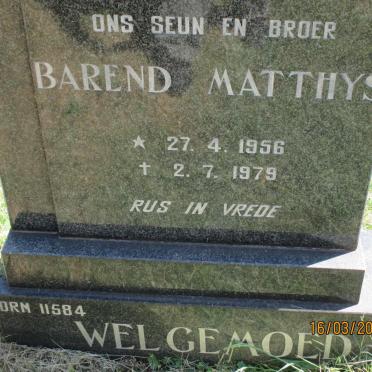 ONS SEUN EN BROER
BAREND MATTHYS
★ 27. 4. 1956
✝ 2. 7. 1979
RUS IN VREDE
ORM 11584
WELGEMOED
16/03/20